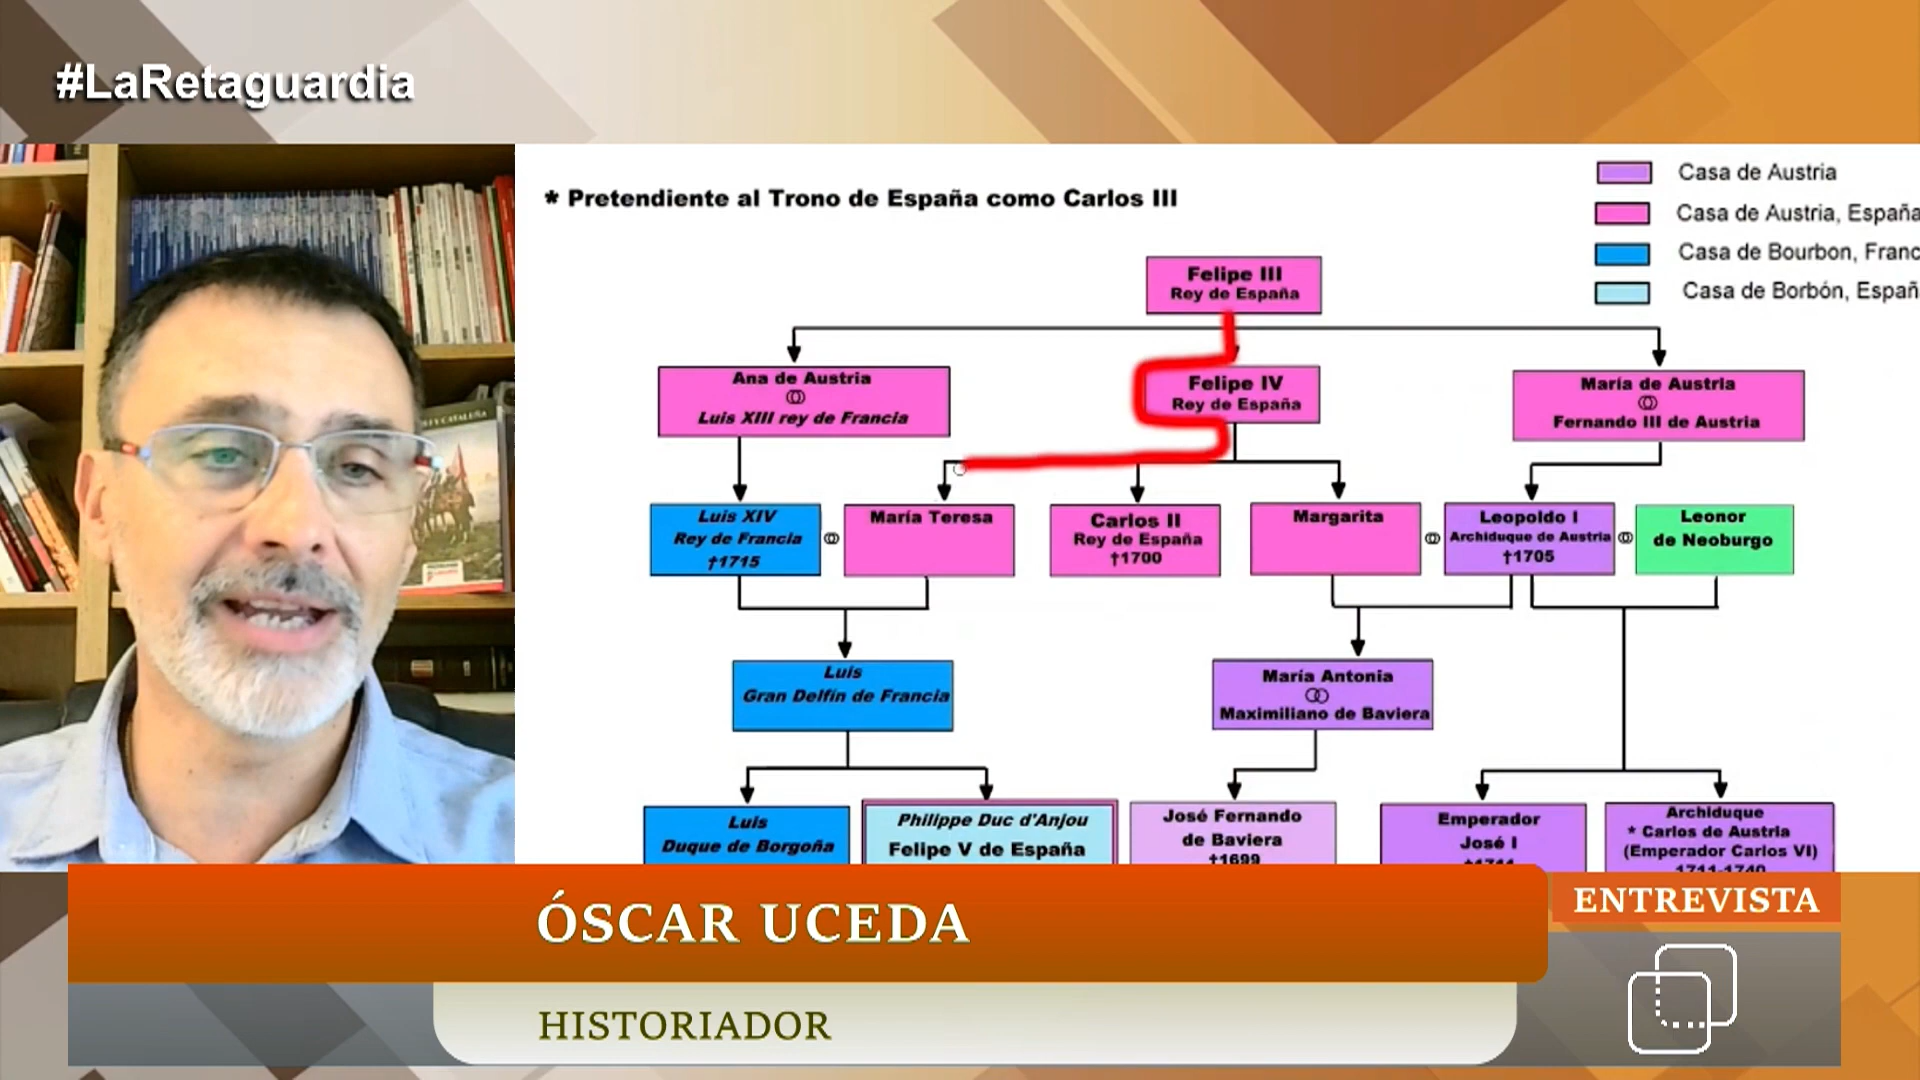 #LaRetaguardia
* Pretendiente al Trono de España como Carlos III
Casa de Austria
Casa de Austria, España
Casa de Bourbon, Franc
Casa de Borbón, Españ
Felipe III
Rey de España
Ana de Austria
Luis XIII rey de Francia
Felipe IV
Rey de España
María de Austria
Fernando III de Austria
Luis XIV
Rey de Francia
†1715
María Teresa
Carlos II
Rey de España
†1700
Margarita
Leopoldo I
Archiduque de Austria
†1705
Leonor
de Neoburgo
Luis
Gran Delfín de Francia
María Antonia
Maximiliano de Baviera
Luis
Duque de Borgoña
Philippe Duc d'Anjou
Felipe V de España
José Fernando
de Baviera
†1699
Emperador
José I
†1711
Archiduque
* Carlos de Austria
(Emperador Carlos VI)
1711-1740
ÓSCAR UCEDA
HISTORIADOR
ENTREVISTA